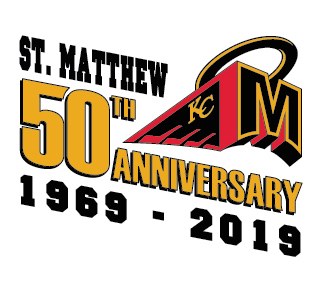 ST. MATTHEW
50TH
KC
M
ANNIVERSARY
1969 - 2019